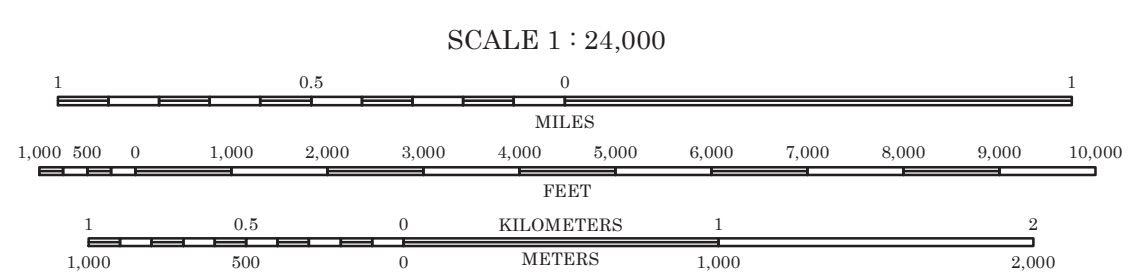 SCALE 1 : 24,000
1 0.5 0 1
MILES
1,000 500 0 1,000 2,000 3,000 4,000 5,000 6,000 7,000 8,000 9,000 10,000
FEET
1 0.5 0 KILOMETERS 1 2
1,000 500 0 METERS 1,000 2,000